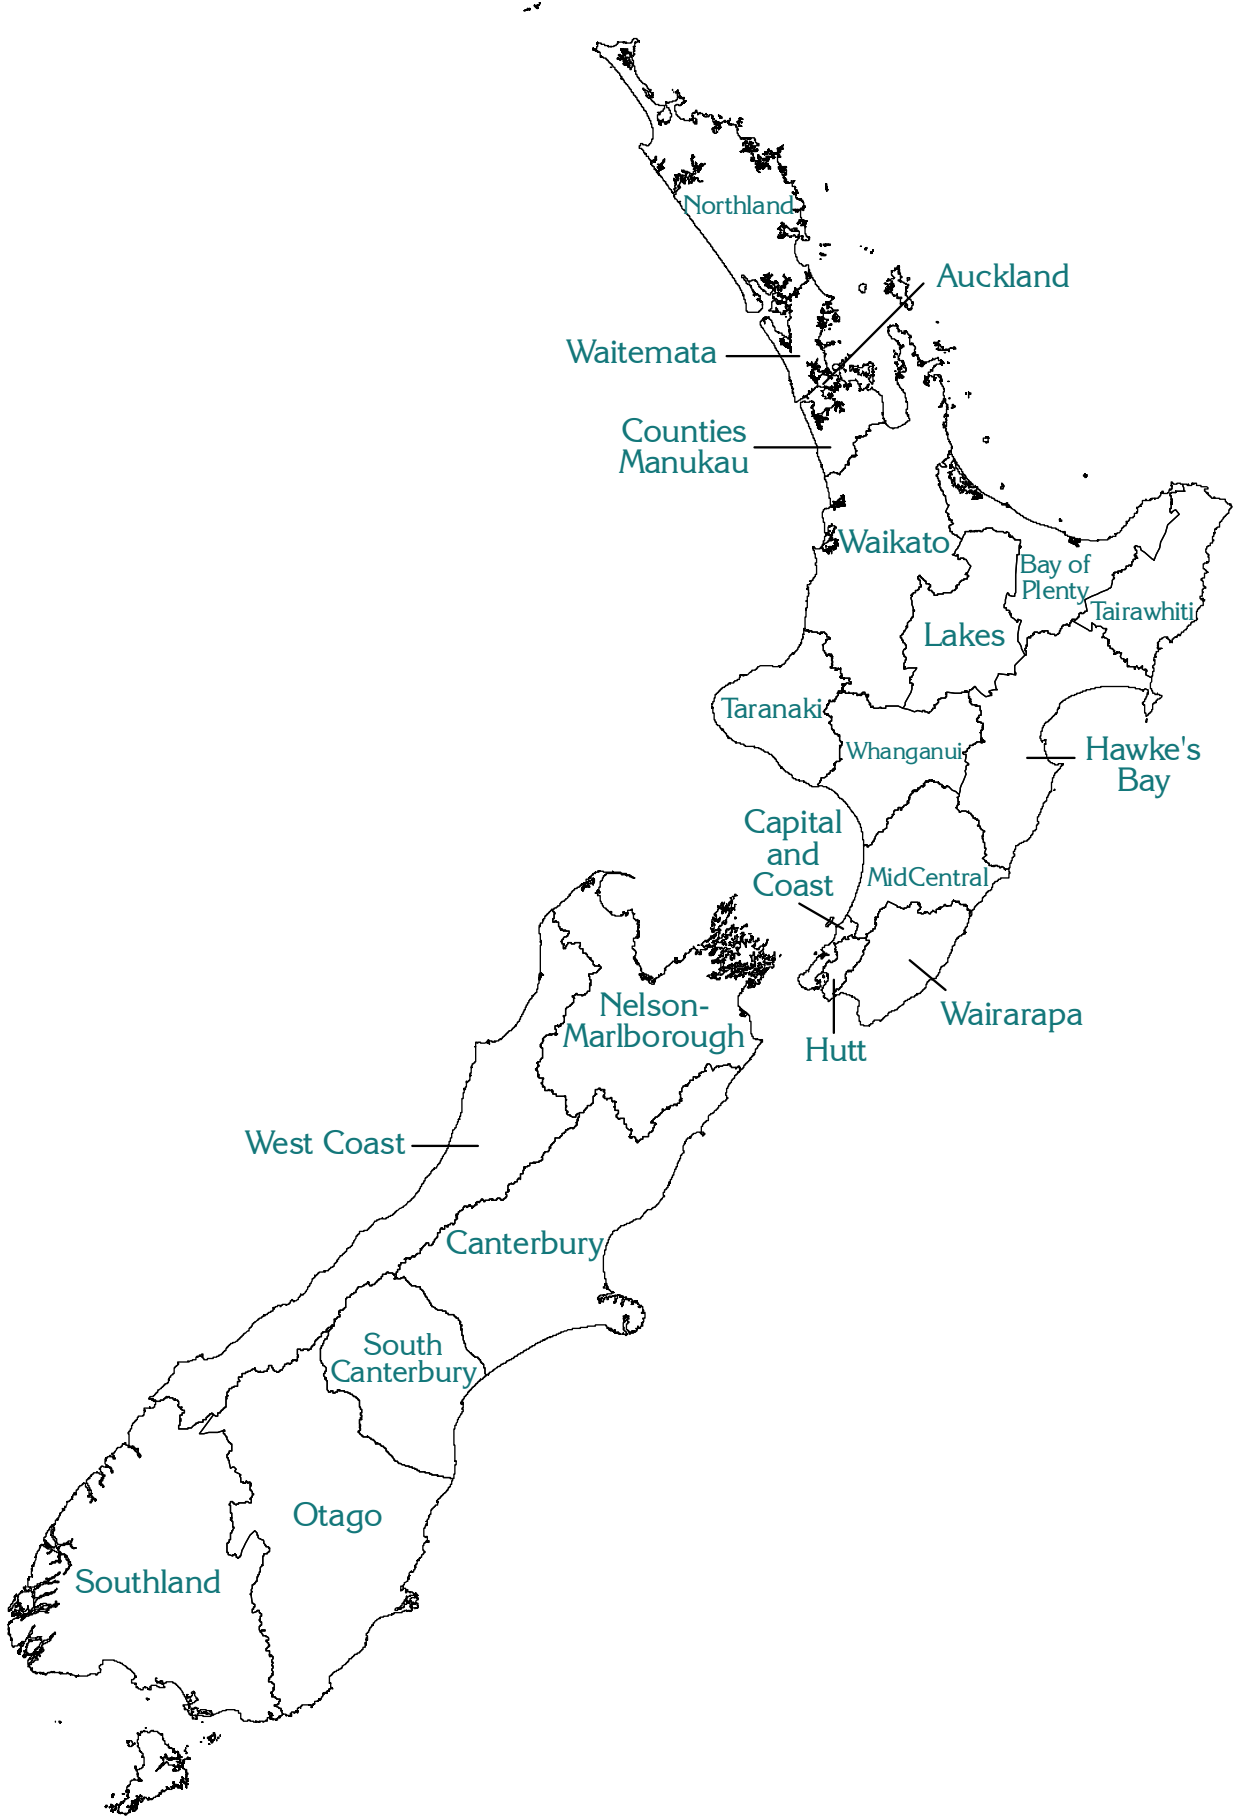 Northland
Auckland
Waitemata
Counties
Manukau
Waikato
Bay of
Plenty
Tairawhiti
Lakes
Taranaki
Whanganui
Hawke's
Bay
Capital
and
Coast
MidCentral
Nelson-
Marlborough
Wairarapa
Hutt
West Coast
Canterbury
South
Canterbury
Otago
Southland